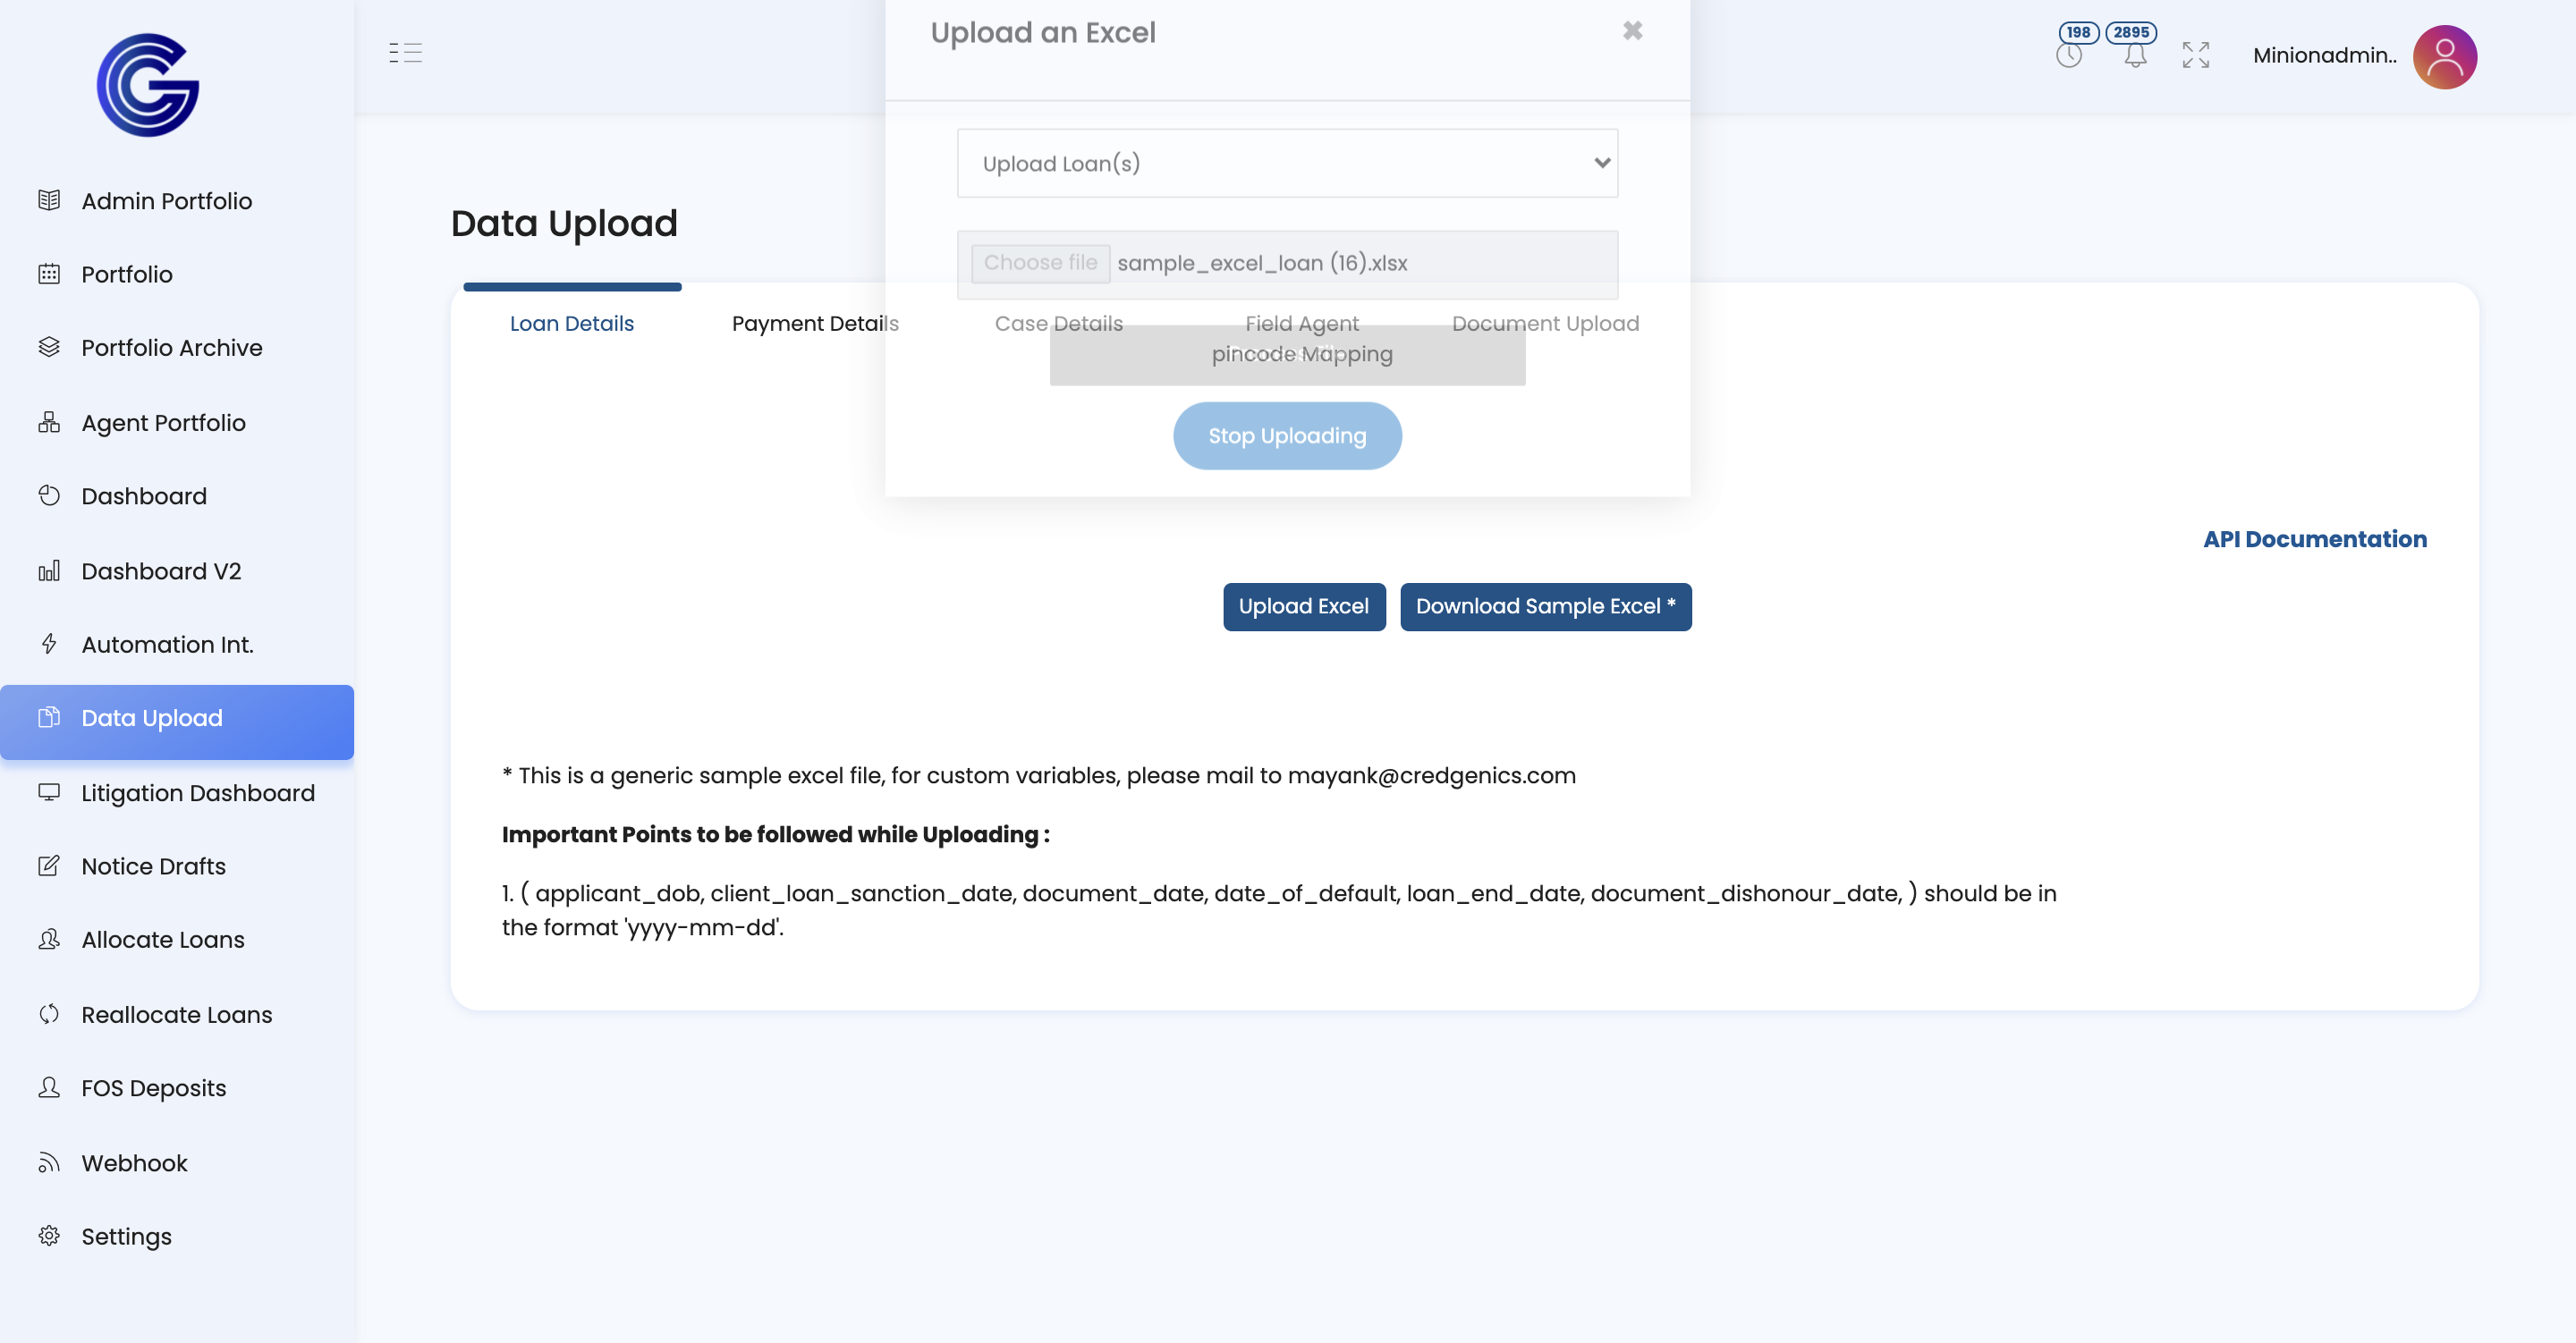 Upload an Excel
198
2895
Minionadmin..
Upload Loan(s)
Choose file sample_excel_loan (16).xlsx
Stop Uploading
Admin Portfolio
Portfolio
Portfolio Archive
Agent Portfolio
Dashboard
Dashboard V2
Automation Int.
Data Upload
Litigation Dashboard
Notice Drafts
Allocate Loans
Reallocate Loans
FOS Deposits
Webhook
Settings
Data Upload
Loan Details
Payment Details
Case Details
Field Agent
pincode Mapping
Document Upload
API Documentation
Upload Excel
Download Sample Excel *
* This is a generic sample excel file, for custom variables, please mail to mayank@credgenics.com
Important Points to be followed while Uploading :
1. ( applicant_dob, client_loan_sanction_date, document_date, date_of_default, loan_end_date, document_dishonour_date, ) should be in
the format 'yyyy-mm-dd'.